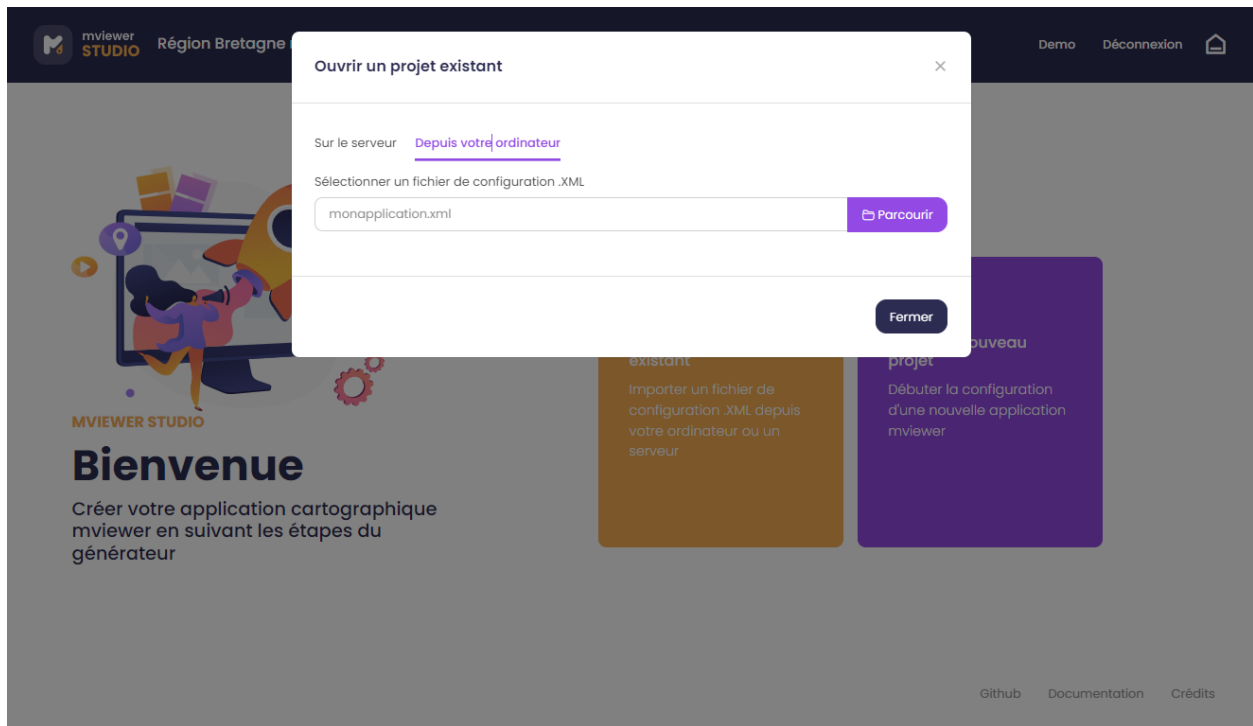 mviewer
STUDIO
Région Bretagne
Demo
Déconnexion
Ouvrir un projet existant
Sur le serveur
Depuis votre ordinateur
Sélectionner un fichier de configuration .XML
monapplication.xml
Parcourir
Fermer
existant
Importer un fichier de
configuration .XML depuis
votre ordinateur ou un
serveur
ouveau
projet
Débuter la configuration
d'une nouvelle application
mviewer
MVIEWER STUDIO
Bienvenue
Créer votre application cartographique
mviewer en suivant les étapes du
générateur
Github
Documentation
Crédits